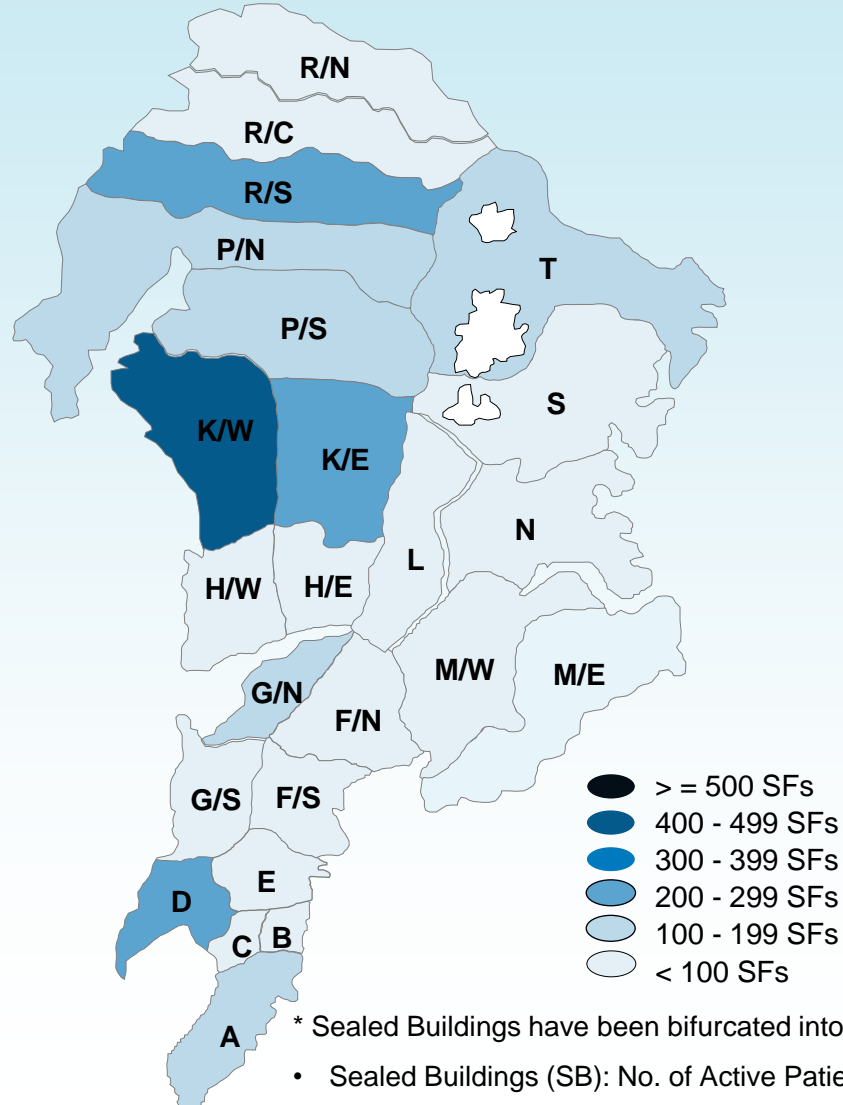 R/N
R/C
R/S
P/N
T
P/S
S
K/W
K/E
N
L
H/W
H/E
M/W
M/E
G/N
F/N
G/S
F/S
E
D
B
C
A
> = 500 SFs
400 - 499 SFs
300 - 399 SFs
200 - 299 SFs
100 - 199 SFs
< 100 SFs
* Sealed Buildings have been bifurcated into
• Sealed Buildings (SB): No. of Active Patie